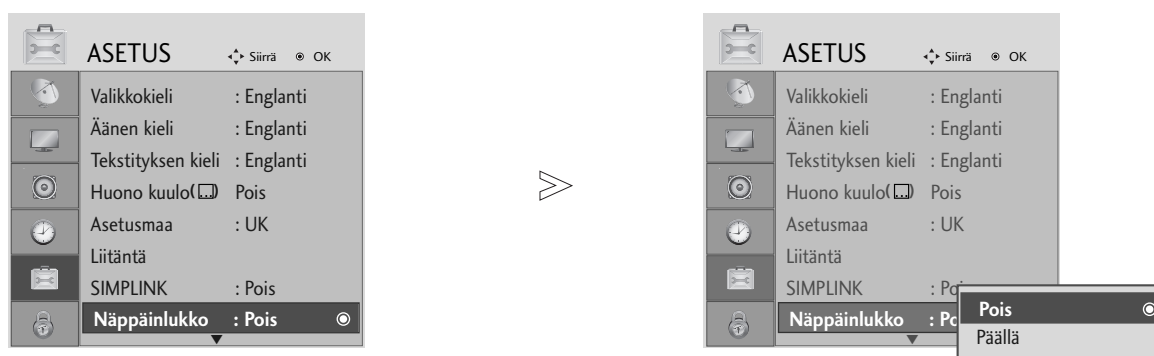 ASETUS Siirrä OK
Valikkokieli : Englanti
Äänen kieli : Englanti
Tekstityksen kieli : Englanti
Huono kuulo( ) Pois
Asetusmaa : UK
Liitäntä
SIMPLINK : Pois
Näppäinlukko : Pois
ASETUS Siirrä OK
Valikkokieli : Englanti
Äänen kieli : Englanti
Tekstityksen kieli : Englanti
Huono kuulo( ) Pois
Asetusmaa : UK
Liitäntä
SIMPLINK : Po
Näppäinlukko : Po
Pois
Päällä